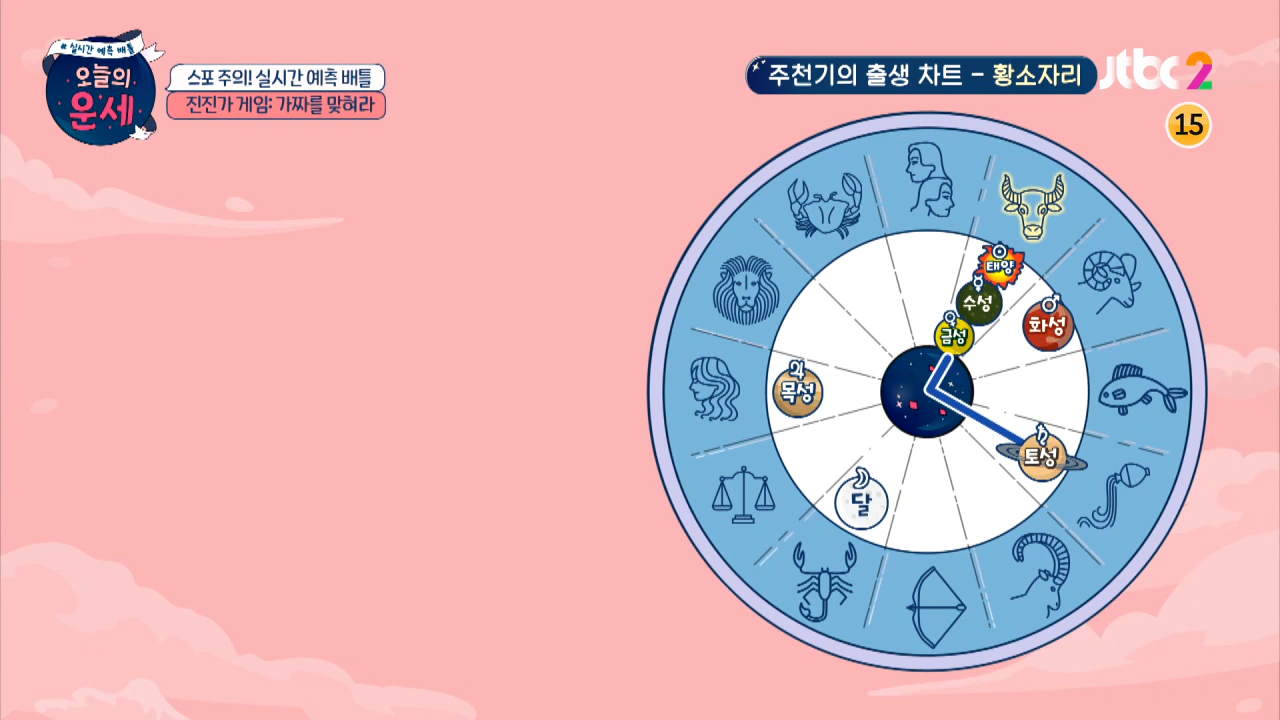 # 실시간 예측 배틀
오늘의
운세
스포 주의! 실시간 예측 배틀
진진가 게임: 가짜를 맞혀라
주천기의 출생 차트 - 황소자리
jtbc 2
15
태양
수성
금성
화성
목성
토성
달